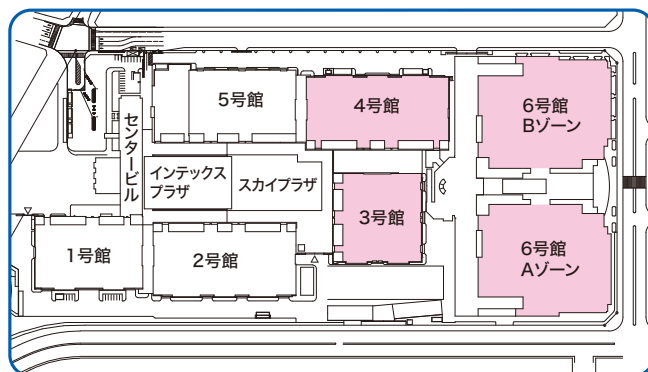 5号館
4号館
6号館
Bゾーン
センタービル
インテックス
プラザ
スカイプラザ
3号館
1号館
2号館
6号館
Aゾーン